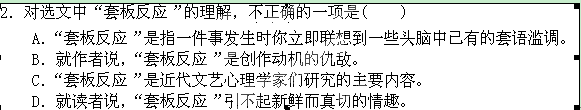 2. 对选文中“套板反应”的理解，不正确的一项是(    )
A. “套板反应”是指一件事发生时你立即联想到一些头脑中已有的套语滥调。
B. 就作者说，“套板反应”是创作动机的仇敌。
C. “套板反应”是近代文艺心理学家们研究的主要内容。
D. 就读者说，“套板反应”引不起新鲜而真切的情趣。